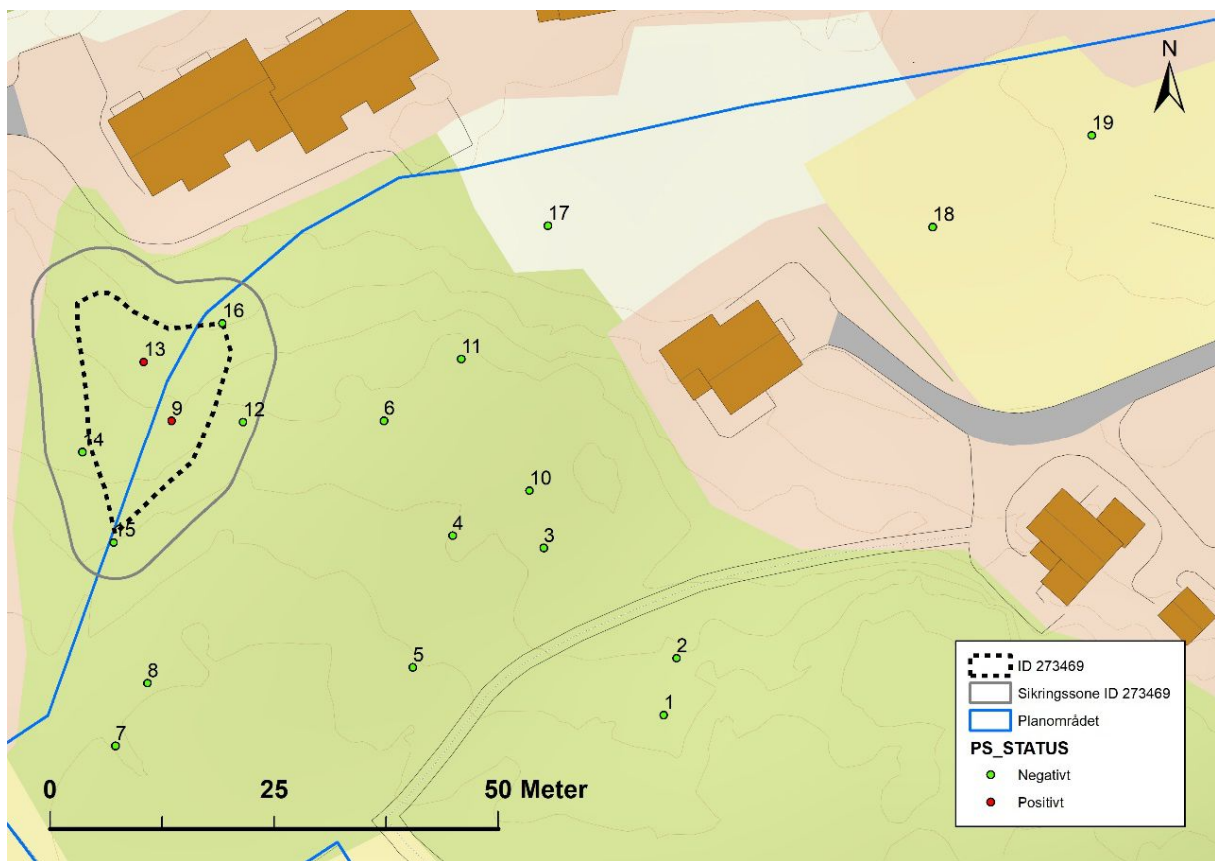 N
19
18
17
16
13
11
9
12
6
14
10
15
4
3
2
8
5
1
7
0 25 50 Meter
ID 273469
Sikringssone ID 273469
Planområdet
PS_STATUS
Negativt
Positivt